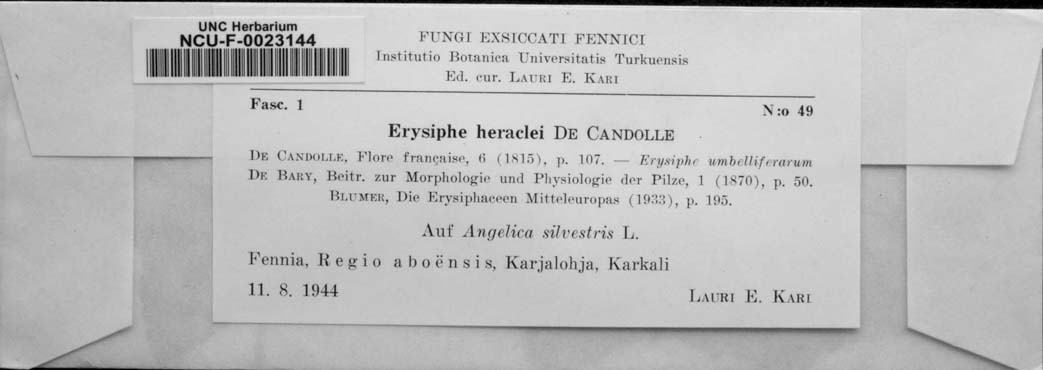 UNC Herbarium
NCU-F-0023144
FUNGI EXSICCATI FENNICI
Institutio Botanica Universitatis Turkuensis
Ed. cur. LAURI E. KARI
Fasc. 1 N:o 49
Erysiphe heraclei DE CANDOLLE
DE CANDOLLE, Flore française, 6 (1815), p. 107. — Erysiphe umbelliferarum
DE BARY, Beitr. zur Morphologie und Physiologie der Pilze, 1 (1870), p. 50.
BLUMER, Die Erysiphaceen Mitteleuropas (1933), p. 195.
Auf Angelica silvestris L.
Fennia, Regio aboënsis, Karjalohja, Karkali
11. 8. 1944 LAURI E. KARI